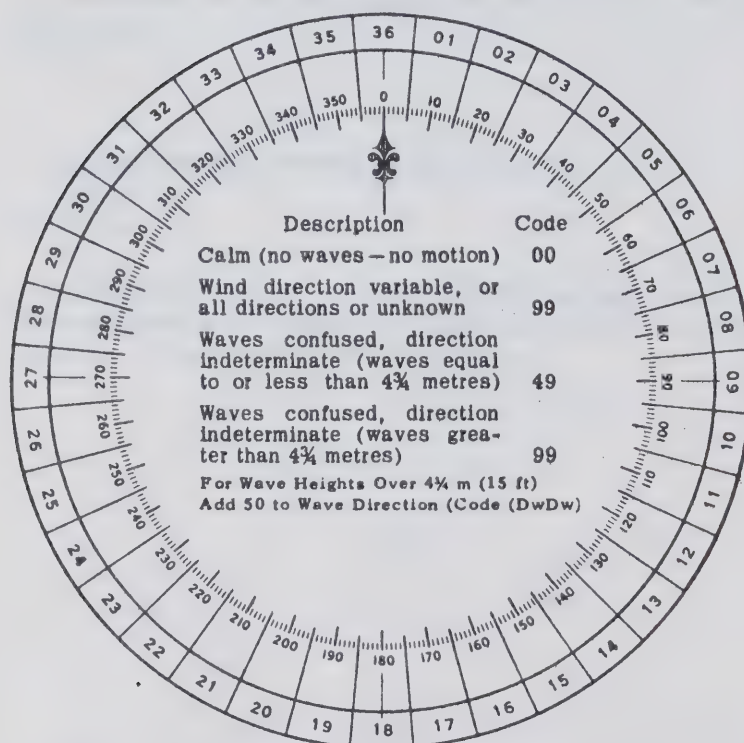 36 01 02 03 04 05 06 07 08 09 10 11 12 13 14 15 16 17 18 19 20 21 22 23 24 25 26 27 28 29 30 31 32 33 34 35
0 10 20 30 40 50 60 70 80 90 100 110 120 130 140 150 160 170 180 190 200 210 220 230 240 250 260 270 280 290 300 310 320 330 340 350
Description Code
Calm (no waves — no motion) 00
Wind direction variable, or
all directions or unknown 99
Waves confused, direction
indeterminate (waves equal
to or less than 4¾ metres) 49
Waves confused, direction
indeterminate (waves grea-
ter than 4¾ metres) 99
For Wave Heights Over 4¾ m (15 ft)
Add 50 to Wave Direction (Code (DwDw)